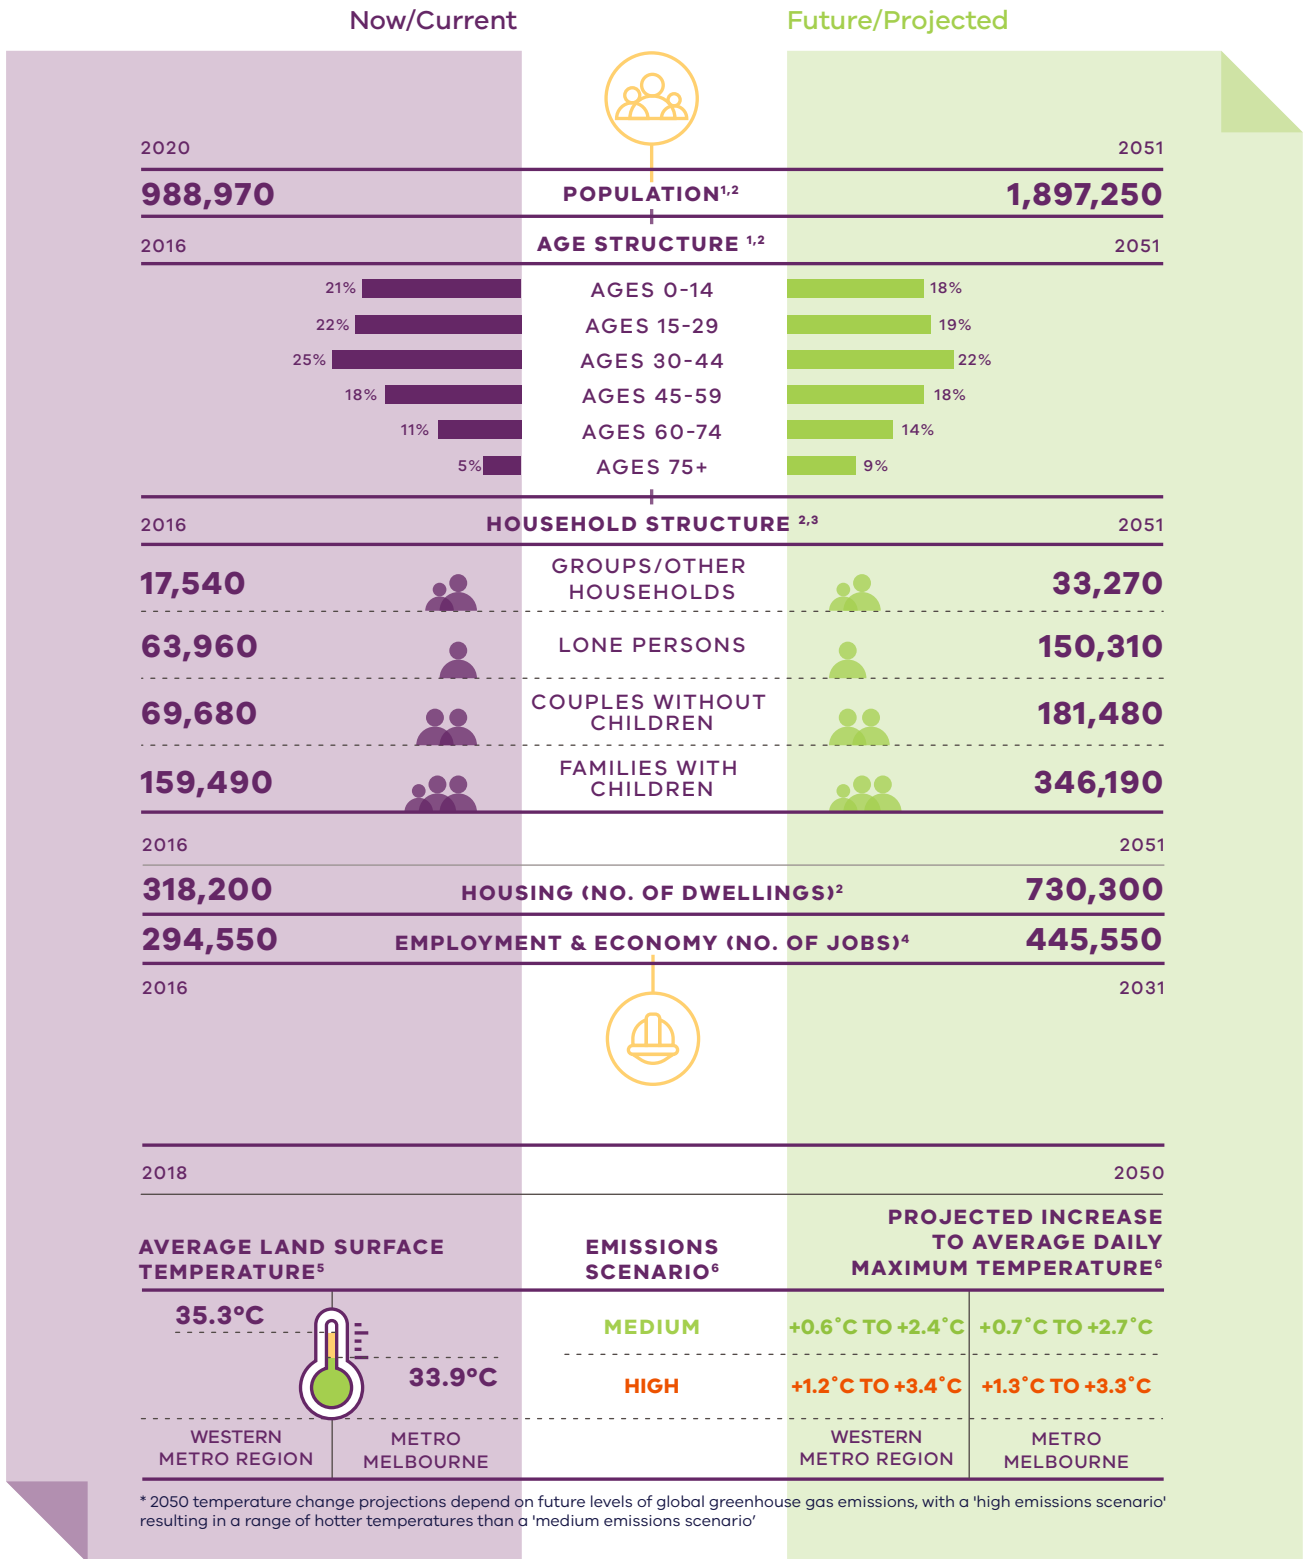 Now/Current Future/Projected
2020 2051
988,970 POPULATION¹,² 1,897,250
2016 AGE STRUCTURE ¹,² 2051
21% AGES 0-14 18%
22% AGES 15-29 19%
25% AGES 30-44 22%
18% AGES 45-59 18%
11% AGES 60-74 14%
5% AGES 75+ 9%
2016 HOUSEHOLD STRUCTURE ²,³ 2051
17,540 GROUPS/OTHER
HOUSEHOLDS 33,270
63,960 LONE PERSONS 150,310
69,680 COUPLES WITHOUT
CHILDREN 181,480
159,490 FAMILIES WITH
CHILDREN 346,190
2016 2051
318,200 HOUSING (NO. OF DWELLINGS)² 730,300
294,550 EMPLOYMENT & ECONOMY (NO. OF JOBS)⁴ 445,550
2016 2031
2018 2050
AVERAGE LAND SURFACE
TEMPERATURE⁵
EMISSIONS
SCENARIO⁶
PROJECTED INCREASE
TO AVERAGE DAILY
MAXIMUM TEMPERATURE⁶
35.3°C
33.9°C
MEDIUM +0.6˚C TO +2.4˚C +0.7˚C TO +2.7˚C
HIGH +1.2˚C TO +3.4˚C +1.3˚C TO +3.3˚C
WESTERN
METRO REGION
METRO
MELBOURNE
WESTERN
METRO REGION
METRO
MELBOURNE
* 2050 temperature change projections depend on future levels of global greenhouse gas emissions, with a 'high emissions scenario'
resulting in a range of hotter temperatures than a 'medium emissions scenario’